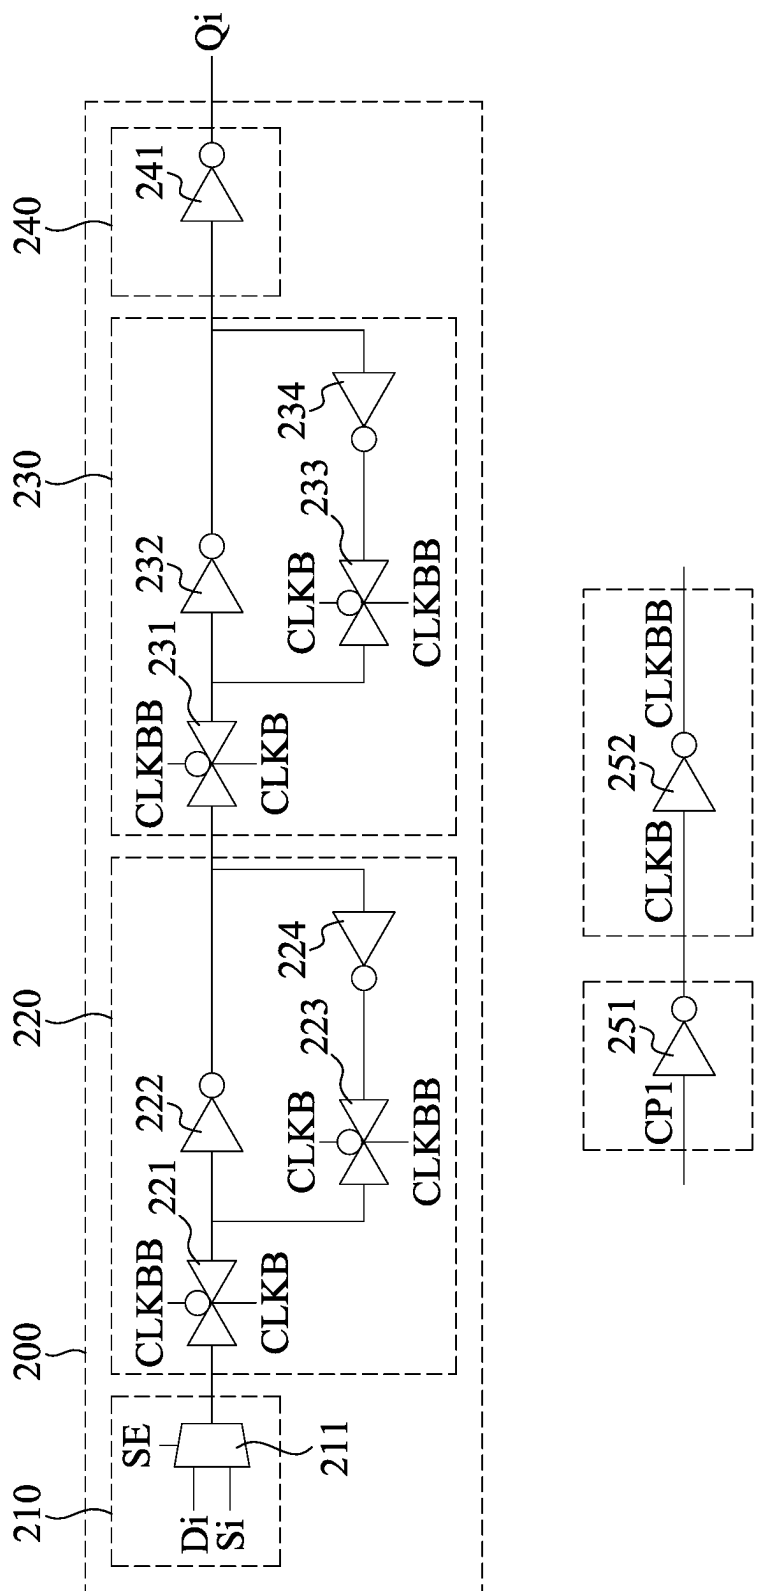 200
210
220
230
240
SE
Di
Si
211
CLKBB
221
CLKB
222
CLKB
223
CLKBB
224
CLKBB
231
CLKB
232
CLKB
233
CLKBB
234
241
Qi
CP1
251
CLKB
252
CLKBB